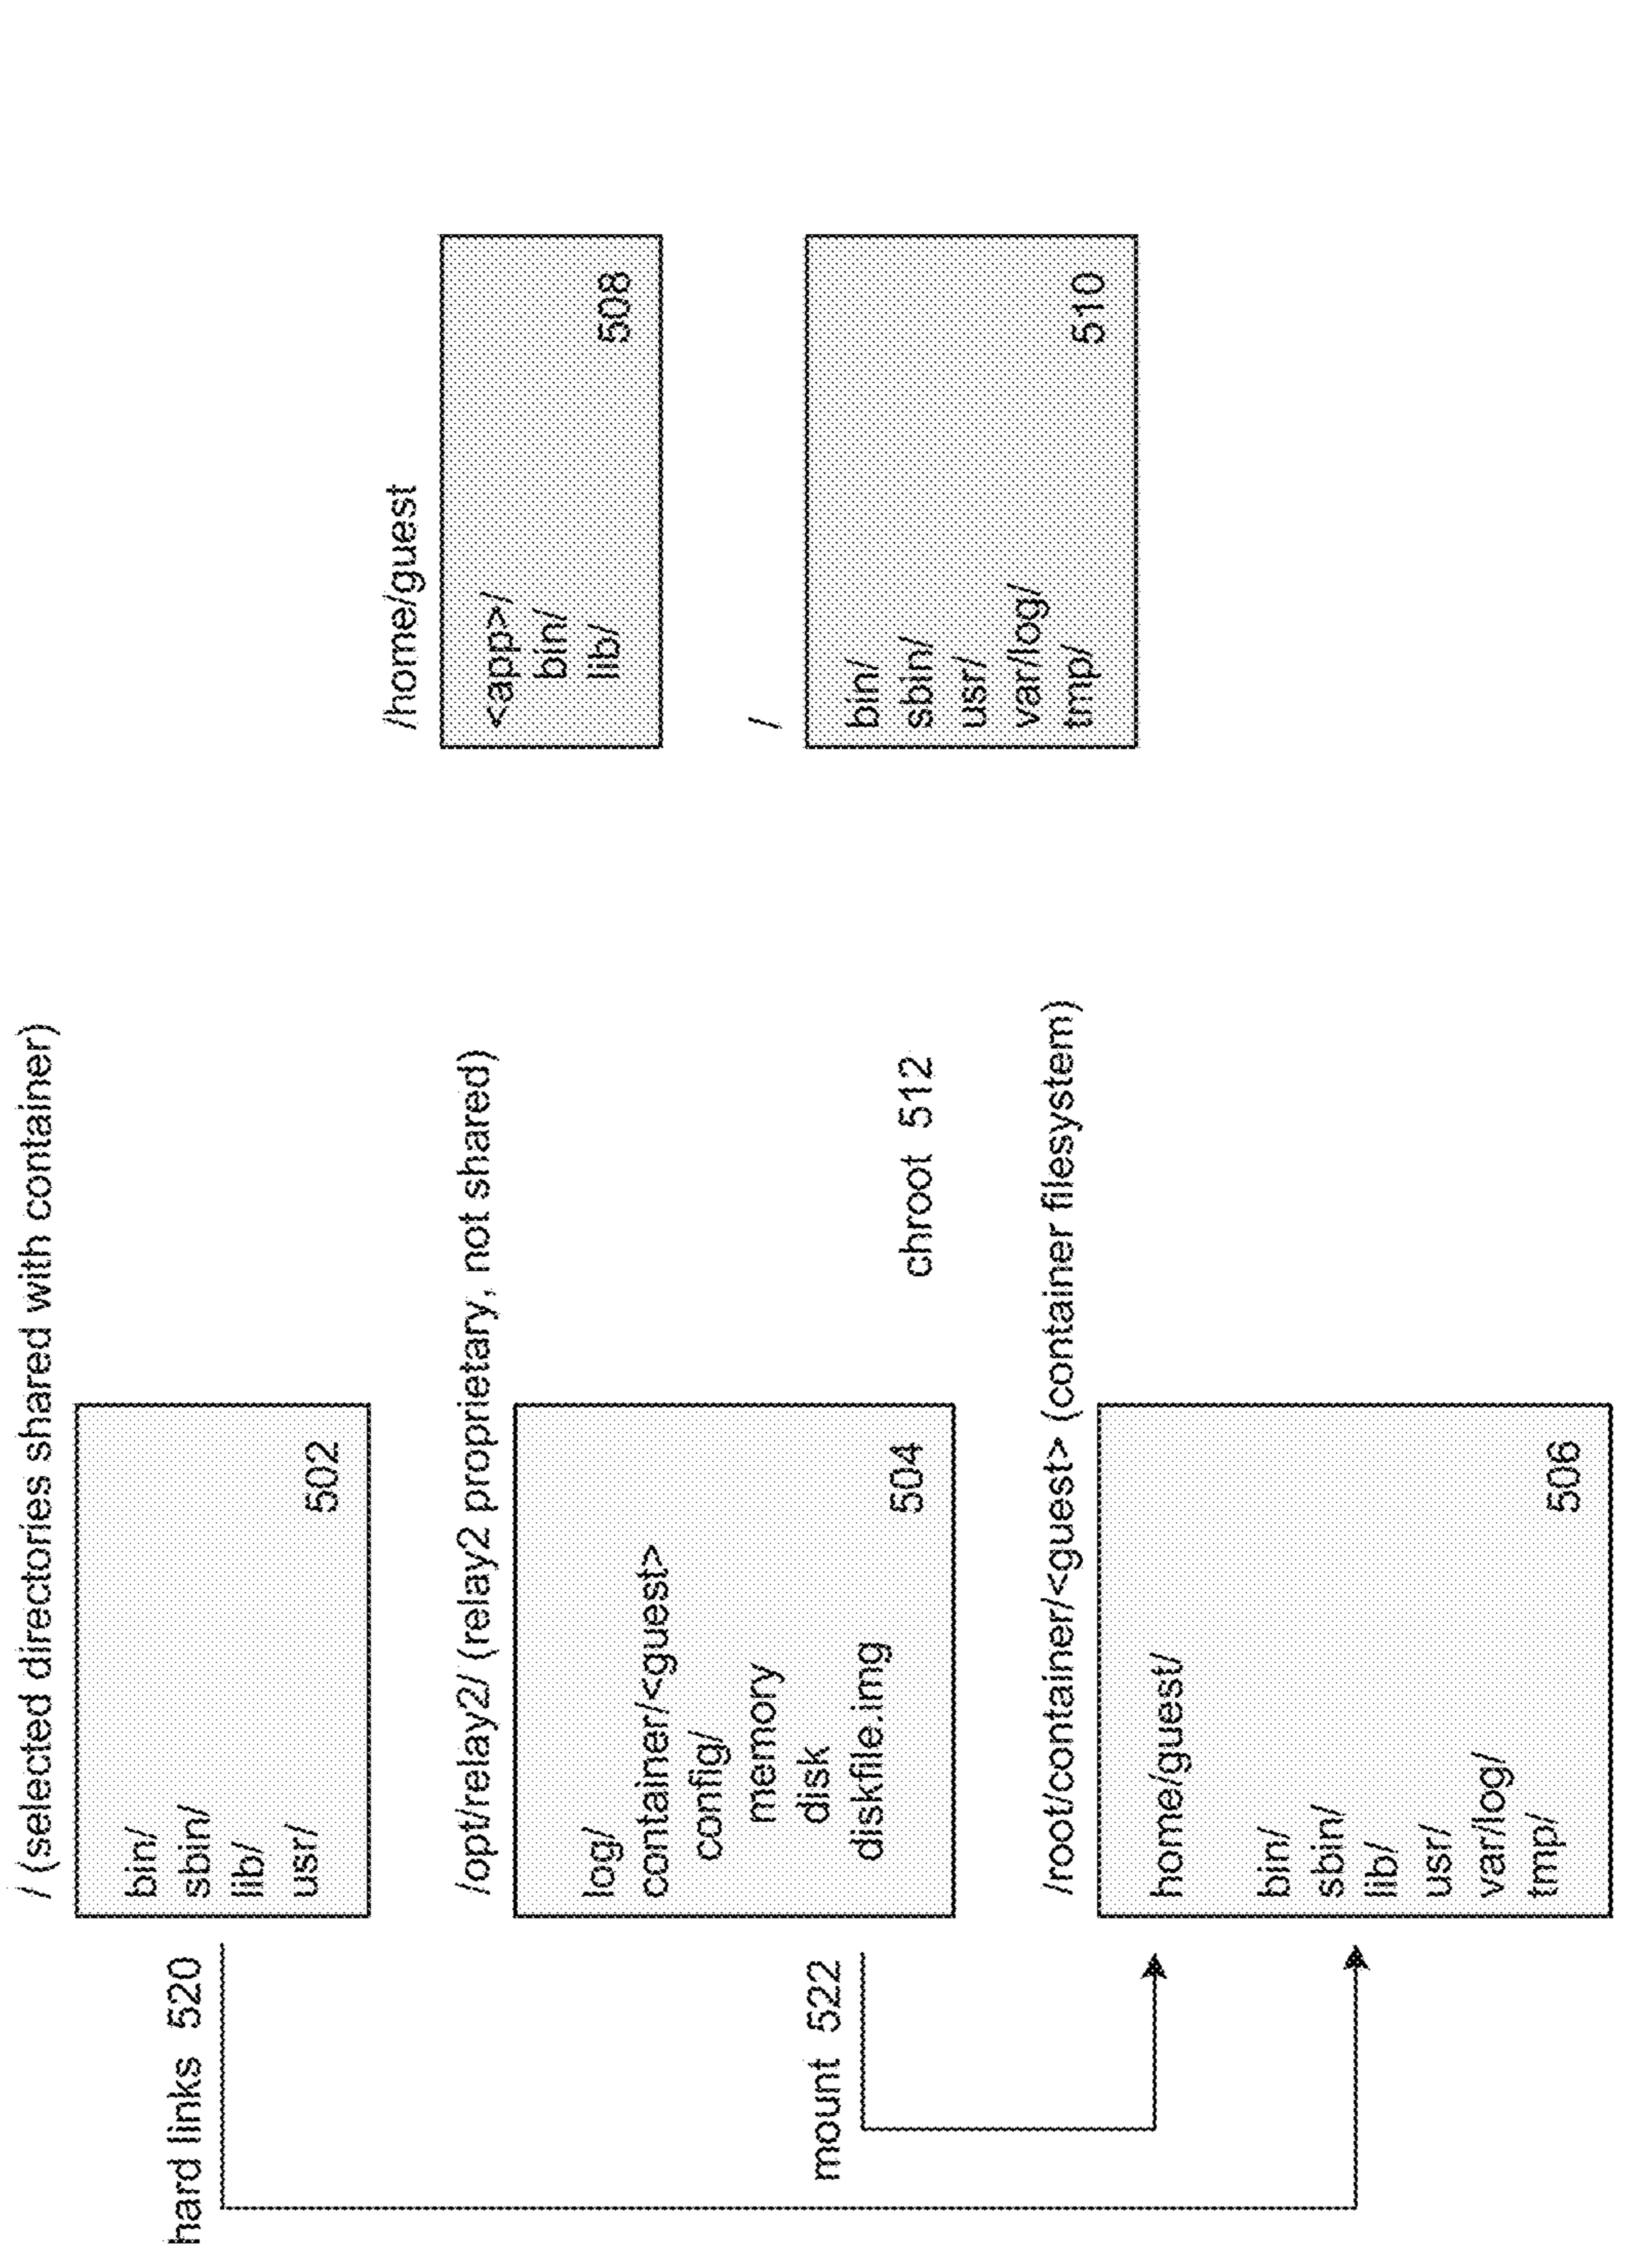 / (selected directories shared with container)
hard links 520
bin/
sbin/
lib/
usr/
502
/opt/relay2/ (relay2 proprietary, not shared)
log/
container/<guest>
config/
memory
disk
diskfile.img
504
mount 522
chroot 512
/root/container/<guest> (container filesystem)
home/guest/
bin/
sbin/
lib/
usr/
var/log/
tmp/
506
/home/guest
<app>/
bin/
lib/
508
/
bin/
sbin/
usr/
var/log/
tmp/
510